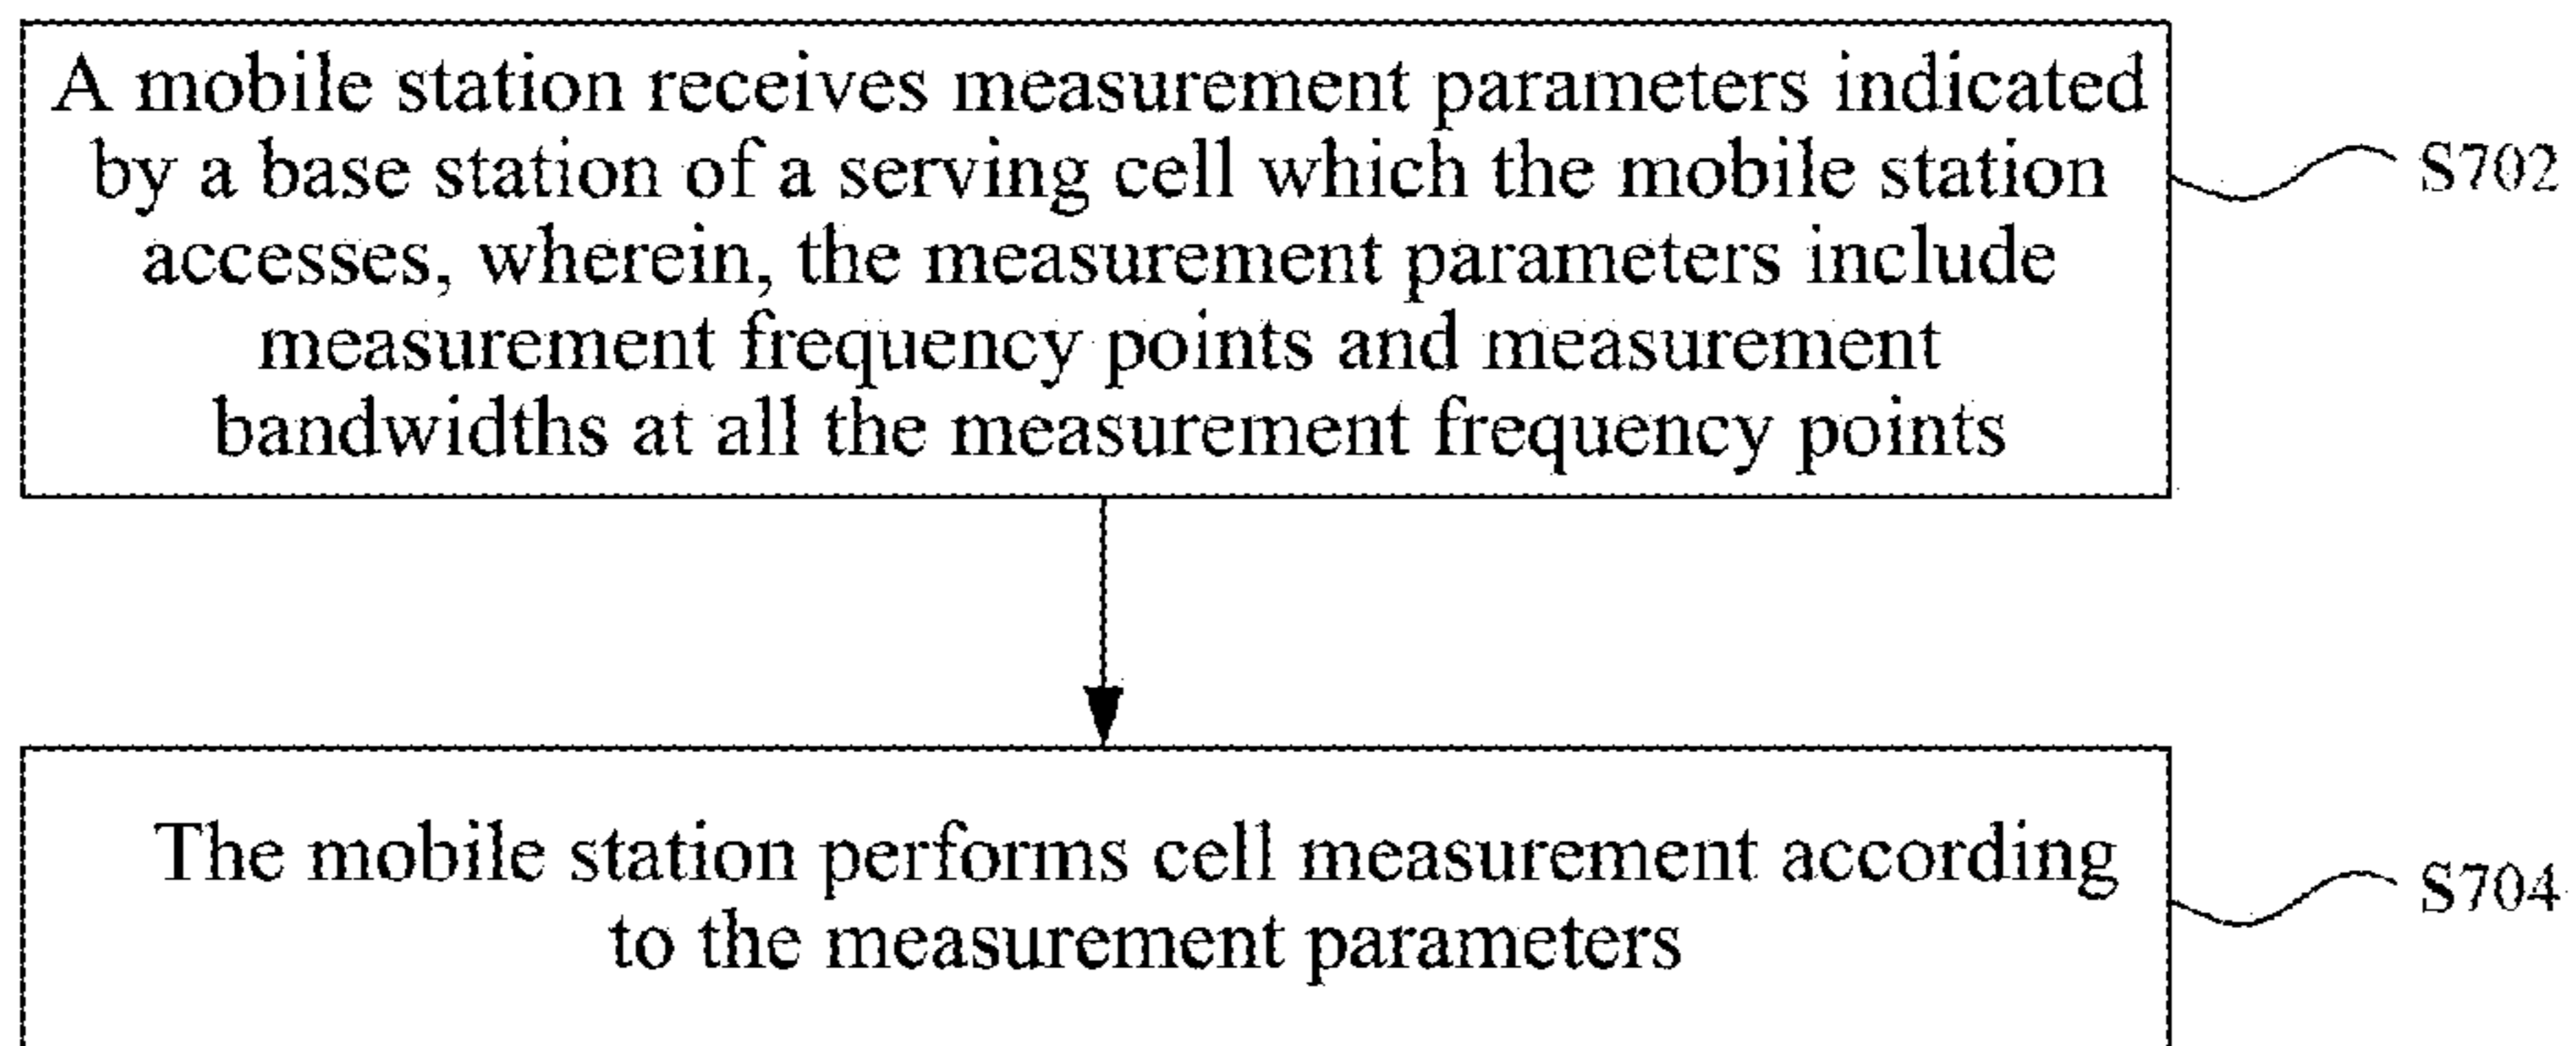 A mobile station receives measurement parameters indicated
by a base station of a serving cell which the mobile station
accesses, wherein, the measurement parameters include
measurement frequency points and measurement
bandwidths at all the measurement frequency points
S702
The mobile station performs cell measurement according
to the measurement parameters
S704